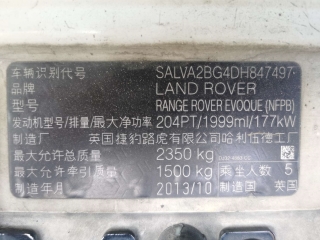 车辆识别代号 SALVA2BG4DH847497
品牌 LAND ROVER
型号 RANGE ROVER EVOQUE (NFPB)
发动机型号/排量/最大净功率 204PT/1999ml/177kW
制造厂 英国捷豹路虎有限公司哈利伍德工厂
最大允许总质量 2350 kg
最大允许牵引质量 1500 kg 乘坐人数 5
制造年月 2013/10 制造国 英国